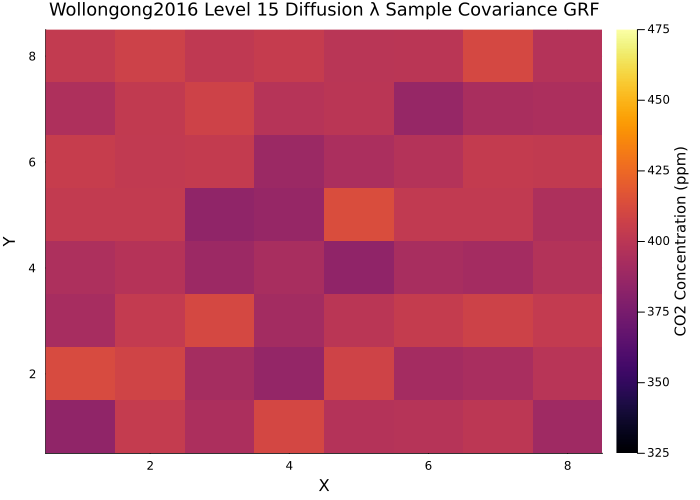 Wollongong2016 Level 15 Diffusion λ Sample Covariance GRF
8
6
4
2
Y
2 4 6 8
X
475
450
425
400
375
350
325
CO2 Concentration (ppm)